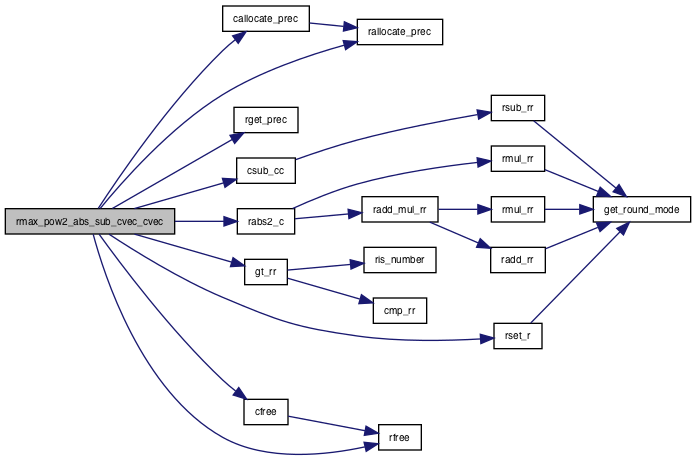 callocate_prec
rallocate_prec
rget_prec
rsub_rr
csub_cc
rmul_rr
rmax_pow2_abs_sub_cvec_cvec
rabs2_c
radd_mul_rr
rmul_rr
get_round_mode
gt_rr
ris_number
radd_rr
cmp_rr
rset_r
cfree
rfree